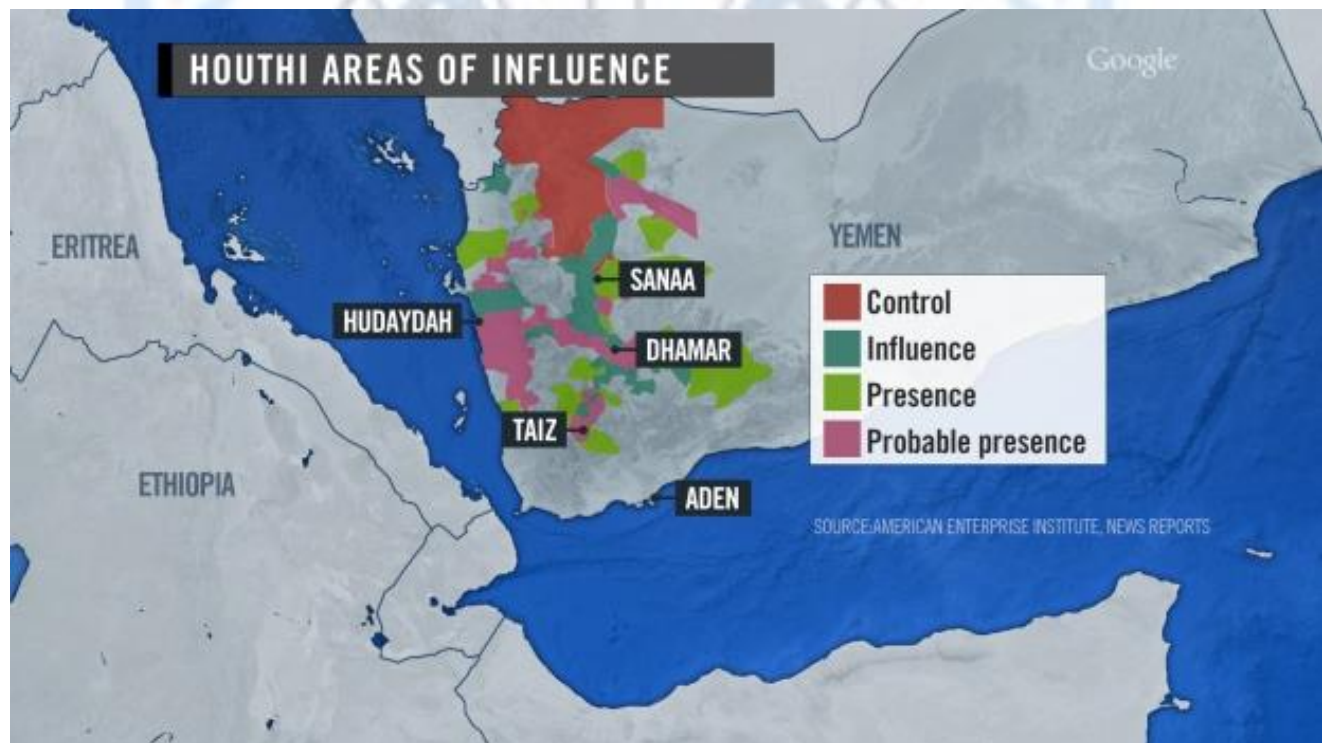 HOUTHI AREAS OF INFLUENCE
Google
ERITREA
YEMEN
SANAA
HUDAYDAH
DHAMAR
TAIZ
ETHIOPIA
ADEN
Control
Influence
Presence
Probable presence
SOURCE:AMERICAN ENTERPRISE INSTITUTE, NEWS REPORTS